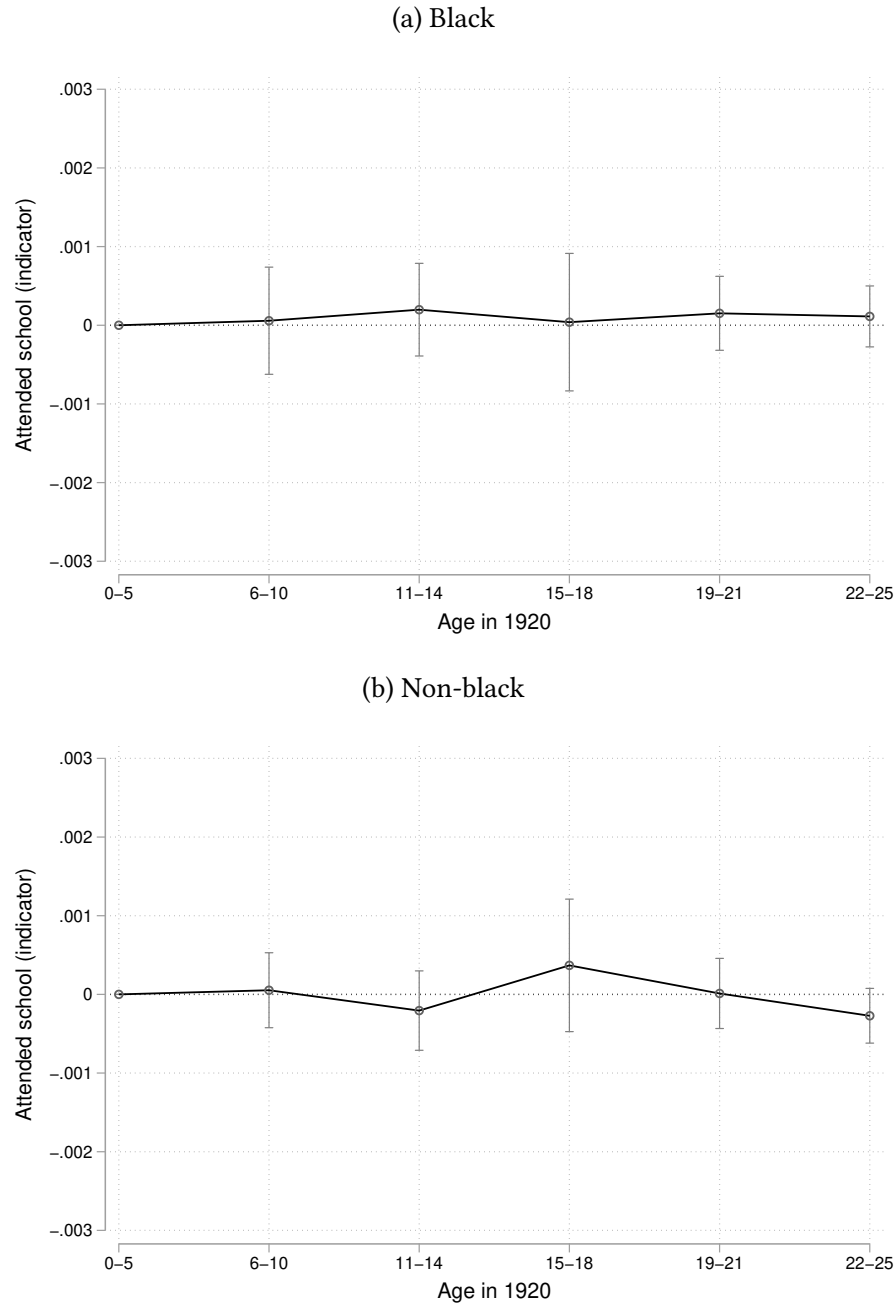 (a) Black
.003
.002
.001
0
−.001
−.002
−.003
Attended school (indicator)
0−5 6−10 11−14 15−18 19−21 22−25
Age in 1920
(b) Non-black
.003
.002
.001
0
−.001
−.002
−.003
Attended school (indicator)
0−5 6−10 11−14 15−18 19−21 22−25
Age in 1920